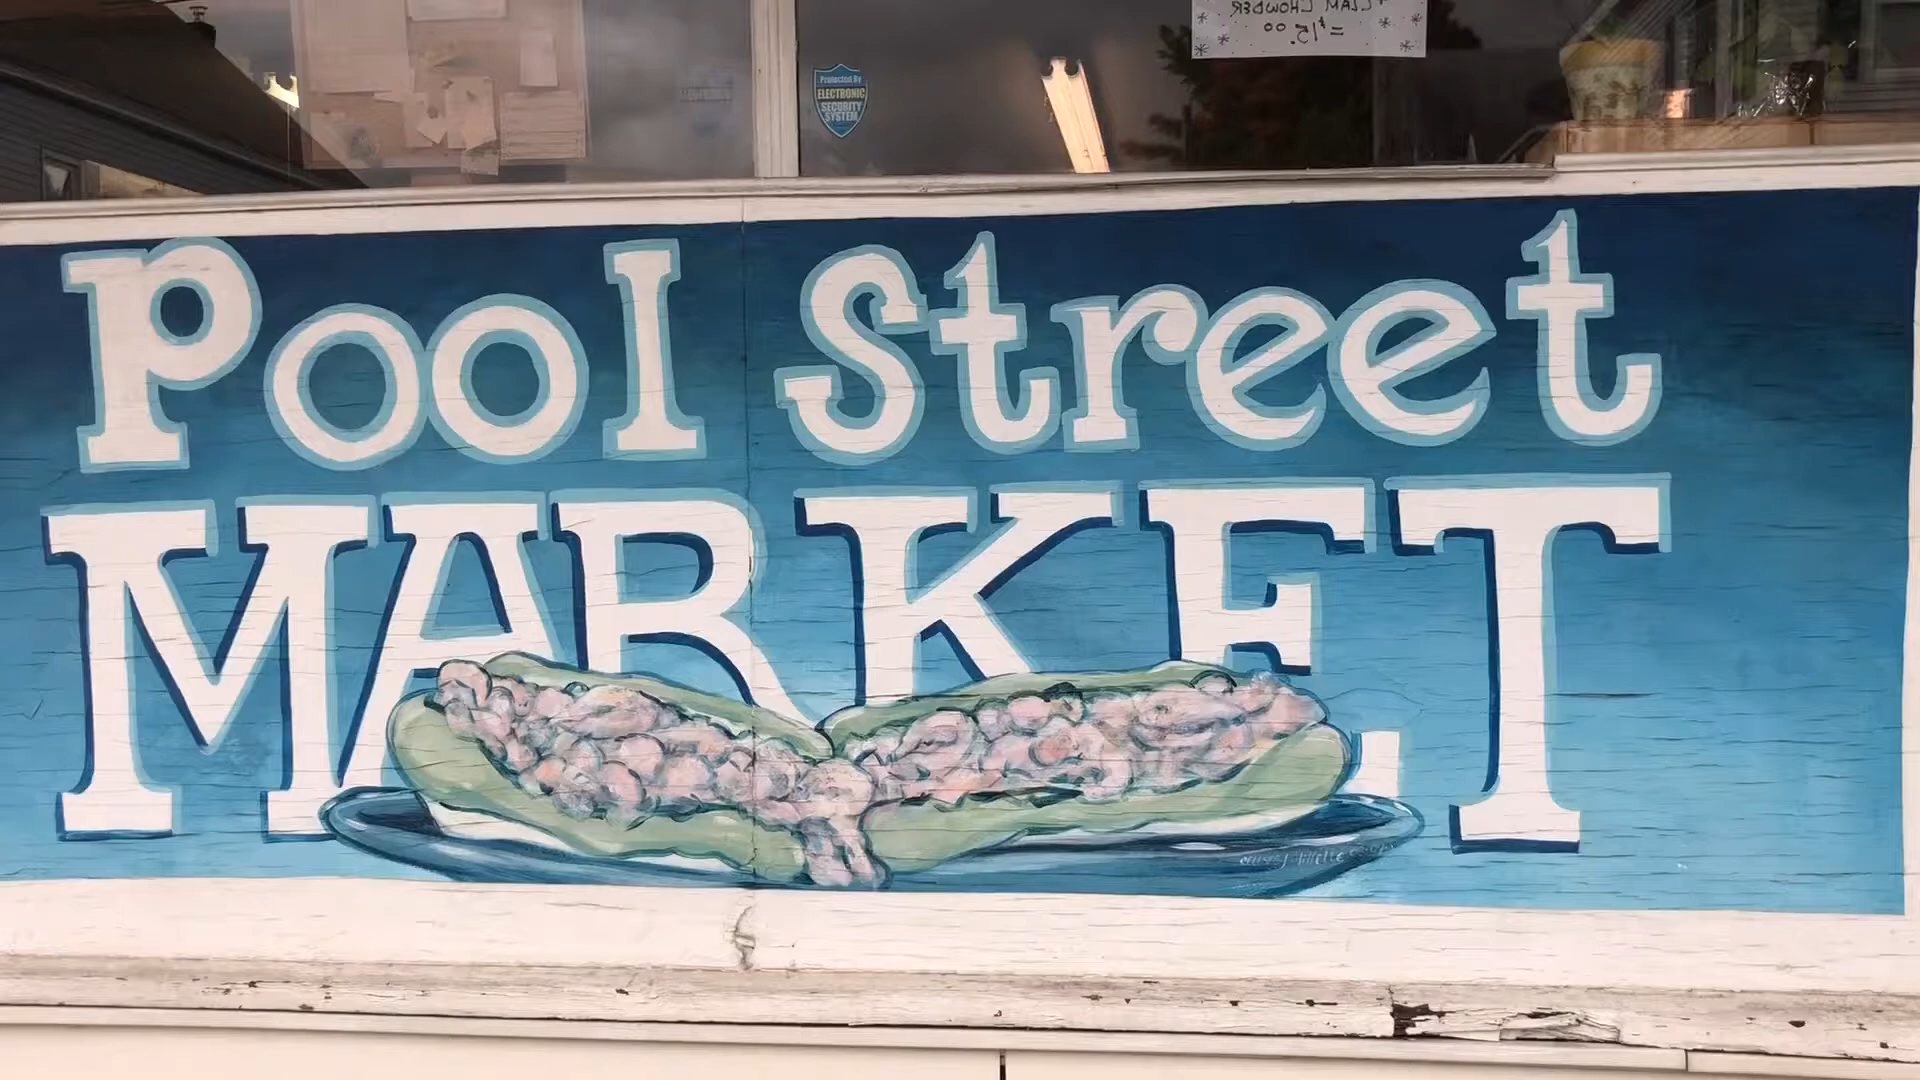 CLAM CHOWDER
= $15.00
Protected By
ELECTRONIC
SECURITY
SYSTEM
Pool Street
MARKET